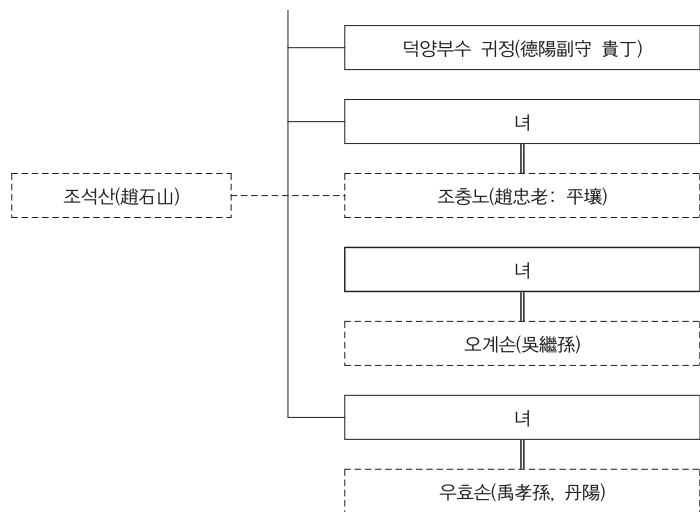 덕양부수 귀정(德陽副守 貴丁)
녀
조석산(趙石山)
조충노(趙忠老: 平壤)
녀
오계손(吳繼孫)
녀
우효손(禹孝孫, 丹陽)